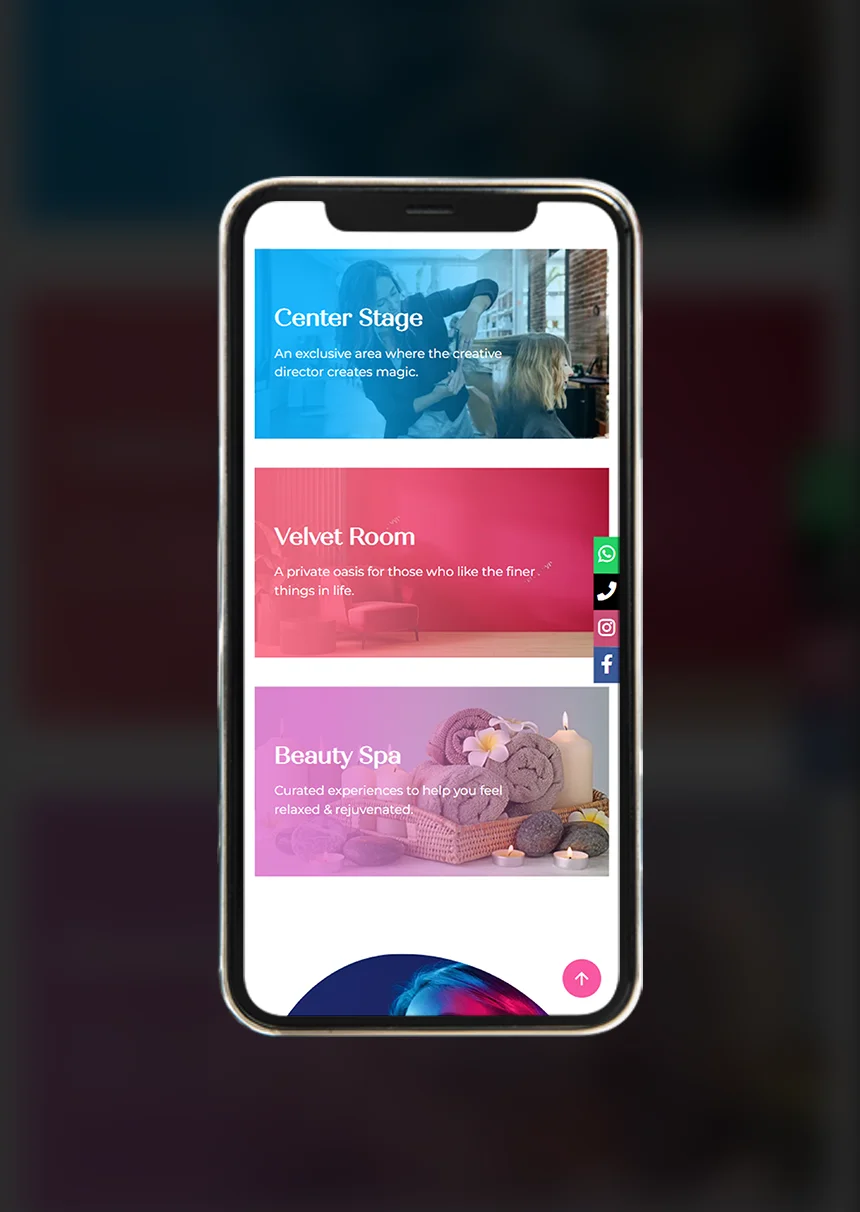 Center Stage
An exclusive area where the creative
director creates magic.
Velvet Room
A private oasis for those who like the finer
things in life.
Beauty Spa
Curated experiences to help you feel
relaxed & rejuvenated.